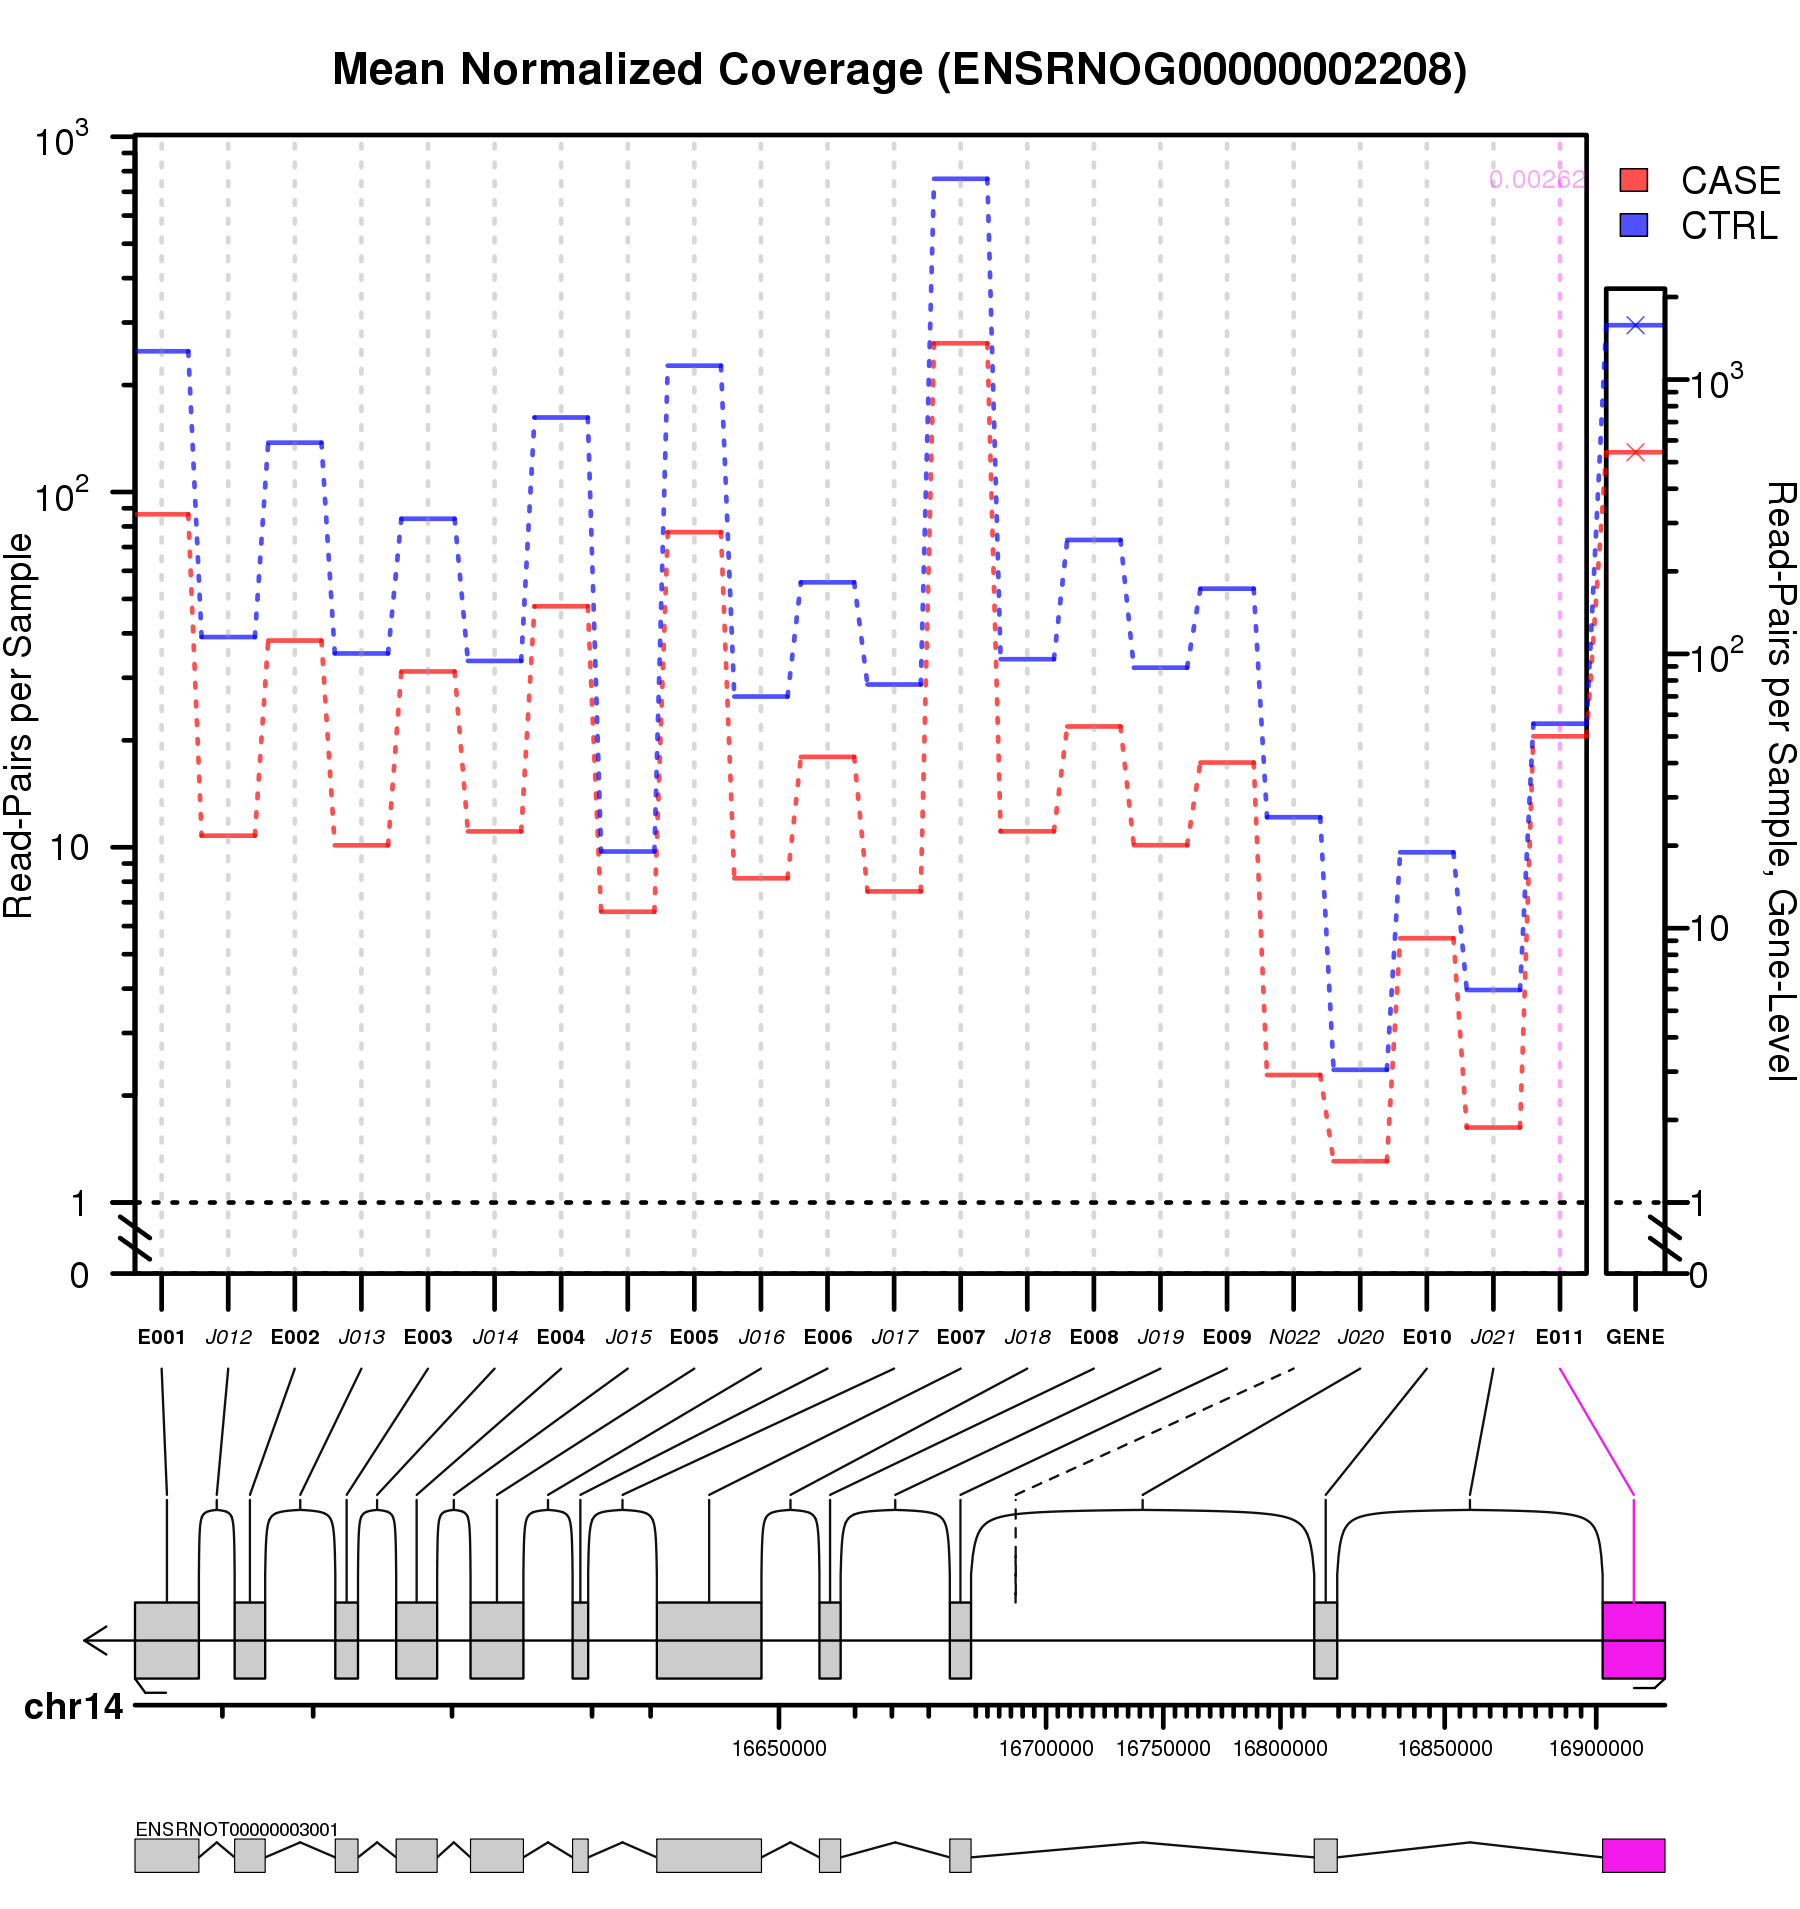 Mean Normalized Coverage (ENSRNOG00000002208)
10³
10²
10
1
0
Read-Pairs per Sample
0.00262
CASE
CTRL
10³
10²
10
1
0
Read-Pairs per Sample, Gene-Level
E001 J012 E002 J013 E003 J014 E004 J015 E005 J016 E006 J017 E007 J018 E008 J019 E009 N022 J020 E010 J021 E011 GENE
chr14
16650000 16700000 16750000 16800000 16850000 16900000
ENSRNOT00000003001